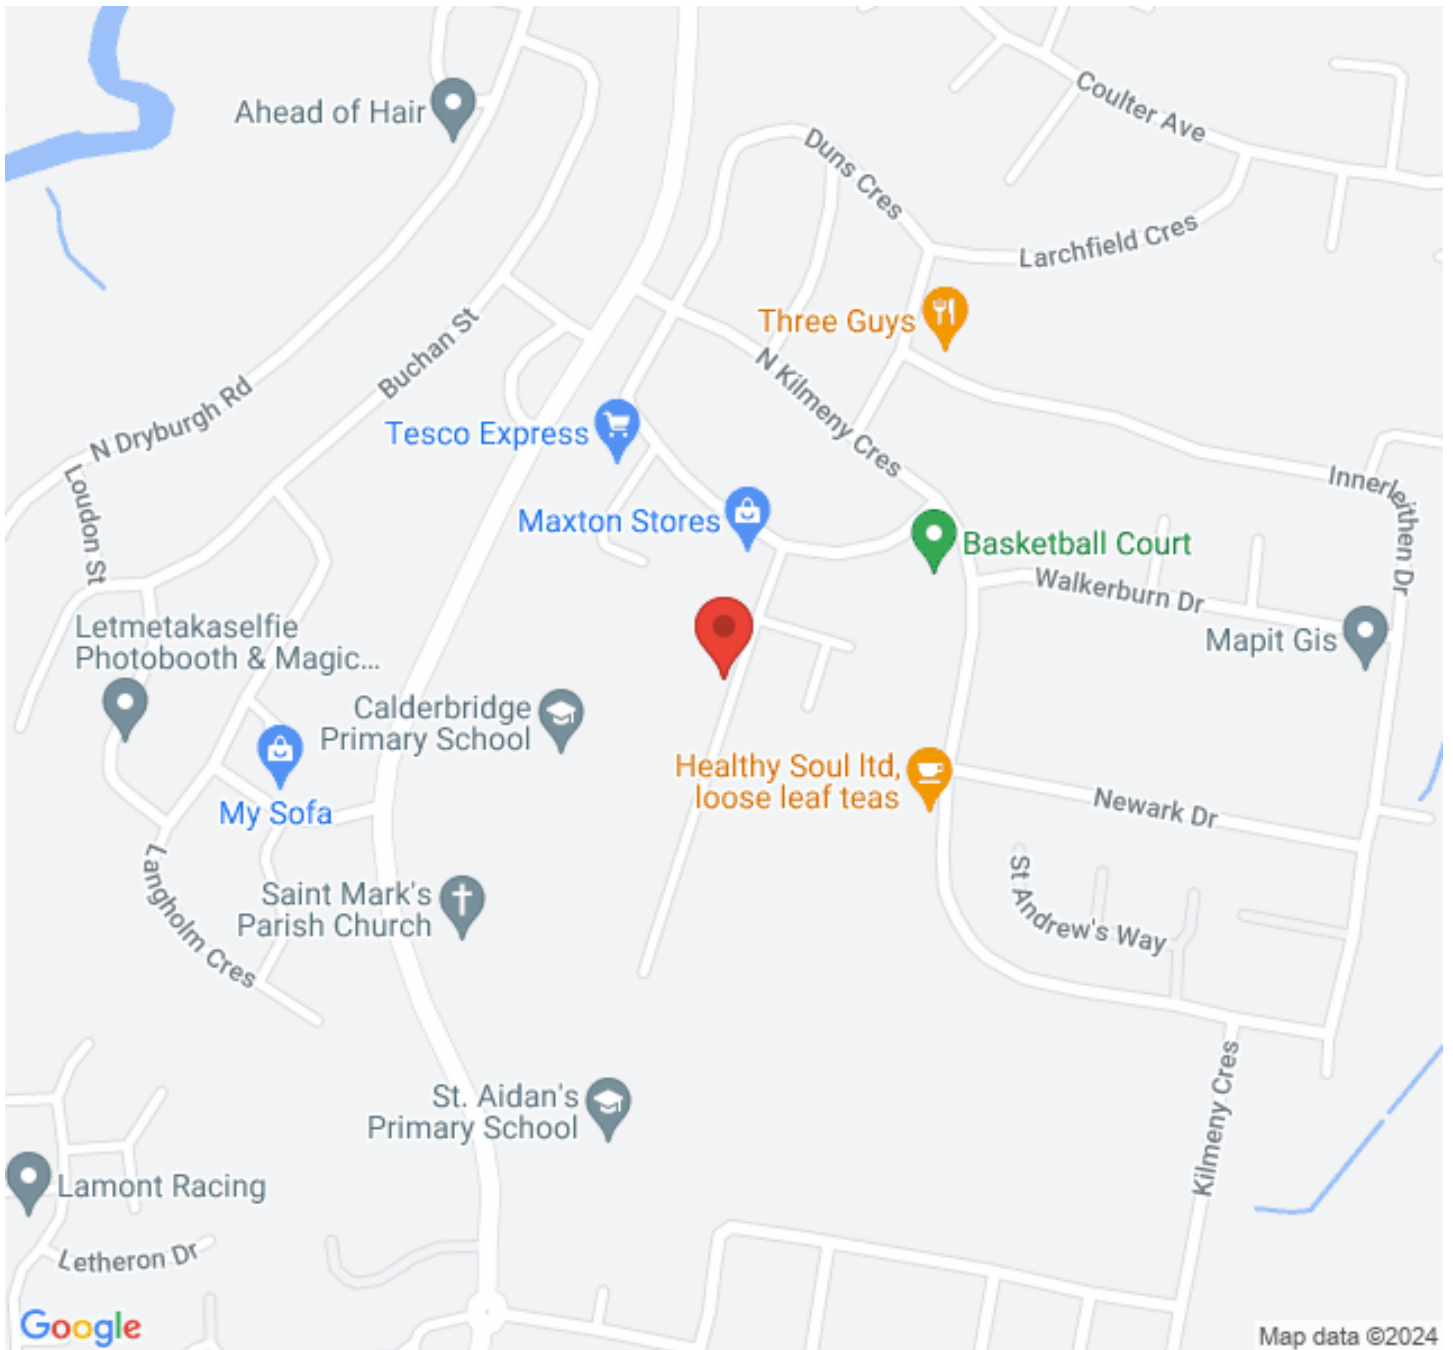 Coulter Ave
Ahead of Hair
Duns Cres
Larchfield Cres
Three Guys
Buchan St
N Kilmeny Cres
N Dryburgh Rd
Tesco Express
Loudon St
Innerleithen Dr
Maxton Stores
Basketball Court
Walkerburn Dr
Letmetakaselfie
Photobooth & Magic...
Mapit Gis
Calderbridge
Primary School
Healthy Soul ltd,
loose leaf teas
My Sofa
Newark Dr
Langholm Cres
Saint Mark's
Parish Church
St Andrew's Way
St. Aidan's
Primary School
Kilmeny Cres
Lamont Racing
Letheron Dr
Google
Map data ©2024